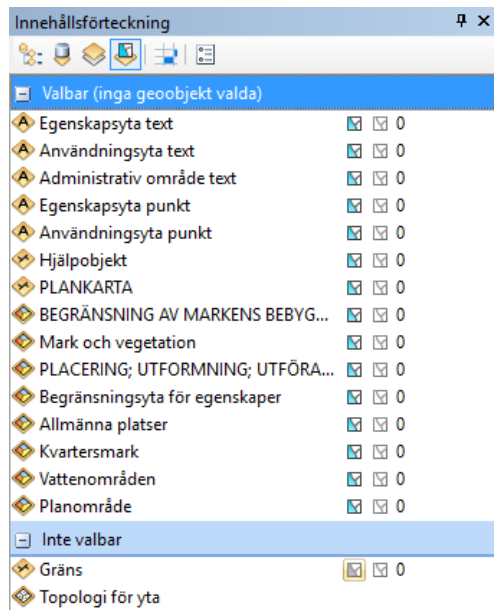 Innehållsförteckning
Valbar (inga geoobjekt valda)
Egenskapsyta text 0
Användningsyta text 0
Administrativ område text 0
Egenskapsyta punkt 0
Användningsyta punkt 0
Hjälpobjekt 0
PLANKARTA 0
BEGRÄNSNING AV MARKENS BEBYG... 0
Mark och vegetation 0
PLACERING; UTFORMNING; UTFÖRA... 0
Begränsningsyta för egenskaper 0
Allmänna platser 0
Kvartersmark 0
Vattenområden 0
Planområde 0
Inte valbar
Gräns 0
Topologi för yta